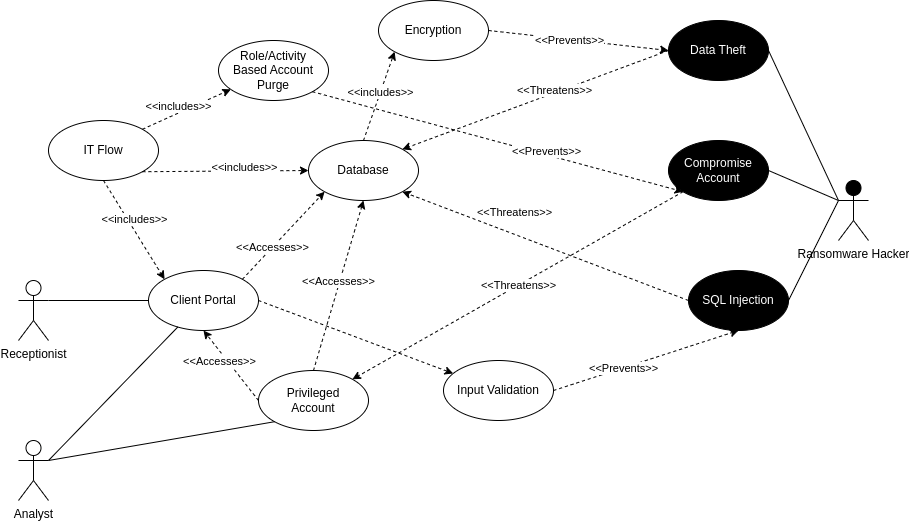 Encryption
<<Prevents>>
Data Theft
Role/Activity
Based Account
Purge
<<includes>>
<<includes>>
<<Threatens>>
IT Flow
<<includes>>
Database
<<Prevents>>
Compromise
Account
<<includes>>
<<Accesses>>
<<Threatens>>
Ransomware Hacker
<<Accesses>>
<<Threatens>>
Client Portal
SQL Injection
Receptionist
<<Accesses>>
<<Prevents>>
Privileged
Account
Input Validation
Analyst